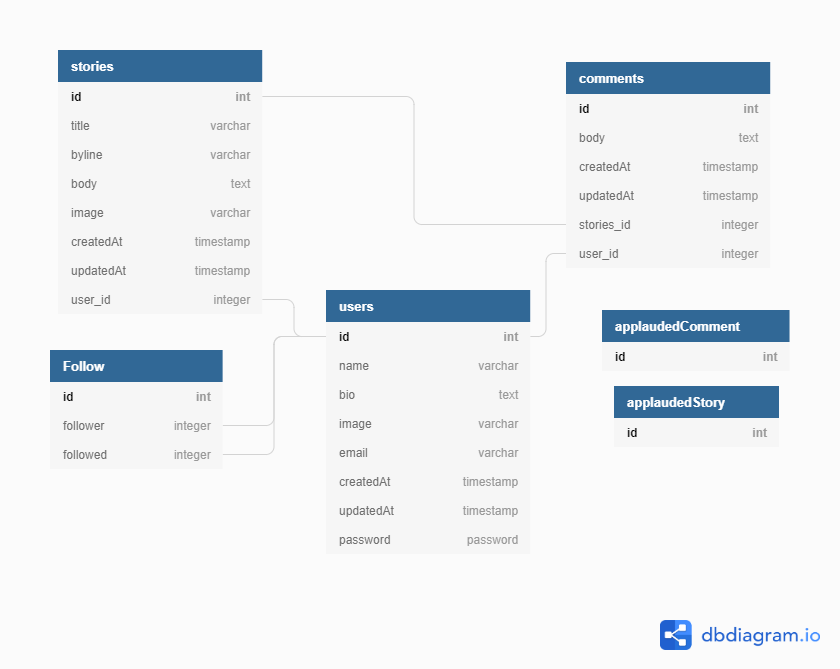 stories
id int
title varchar
byline varchar
body text
image varchar
createdAt timestamp
updatedAt timestamp
user_id integer
comments
id int
body text
createdAt timestamp
updatedAt timestamp
stories_id integer
user_id integer
users
id int
name varchar
bio text
image varchar
email varchar
createdAt timestamp
updatedAt timestamp
password password
Follow
id int
follower integer
followed integer
applaudedComment
id int
applaudedStory
id int
dbdiagram.io